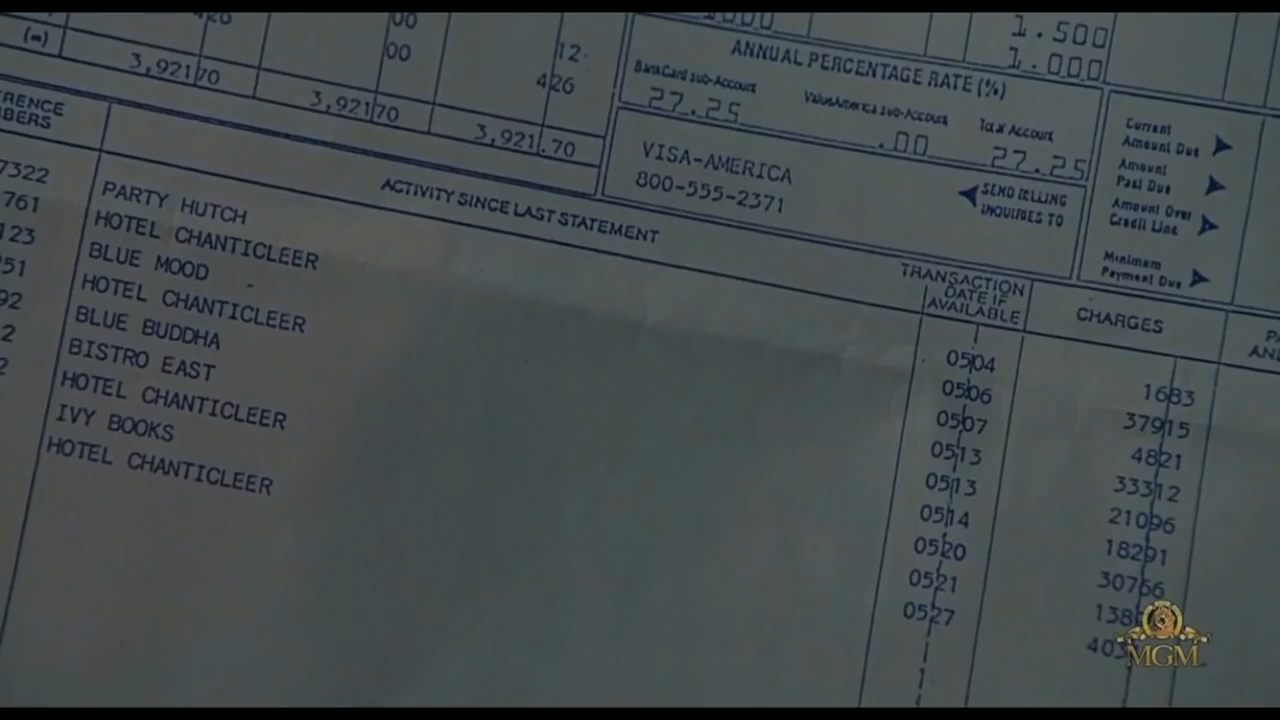 00
1.500
(m)
00
12
1.000
426
3,921 70
3,921 70
3,921.70
ANNUAL PERCENTAGE RATE (%)
BankCard sub-Account
ValueAmerica sub-Account
Total Account
27.25
.00
27.25
VISA-AMERICA
800-555-2371
SEND BILLING
INQUIRIES TO
Current
Amount Due
Amount
Past Due
Amount Over
Credit Line
Minimum
Payment Due
ACTIVITY SINCE LAST STATEMENT
TRANSACTION
DATE IF
AVAILABLE
CHARGES
7322
PARTY HUTCH
0504
1683
761
HOTEL CHANTICLEER
0506
37915
123
BLUE MOOD
0507
4821
251
HOTEL CHANTICLEER
0513
33312
92
BLUE BUDDHA
0513
21096
2
BISTRO EAST
0514
18291
HOTEL CHANTICLEER
0520
30766
IVY BOOKS
0521
HOTEL CHANTICLEER
0527
MGM